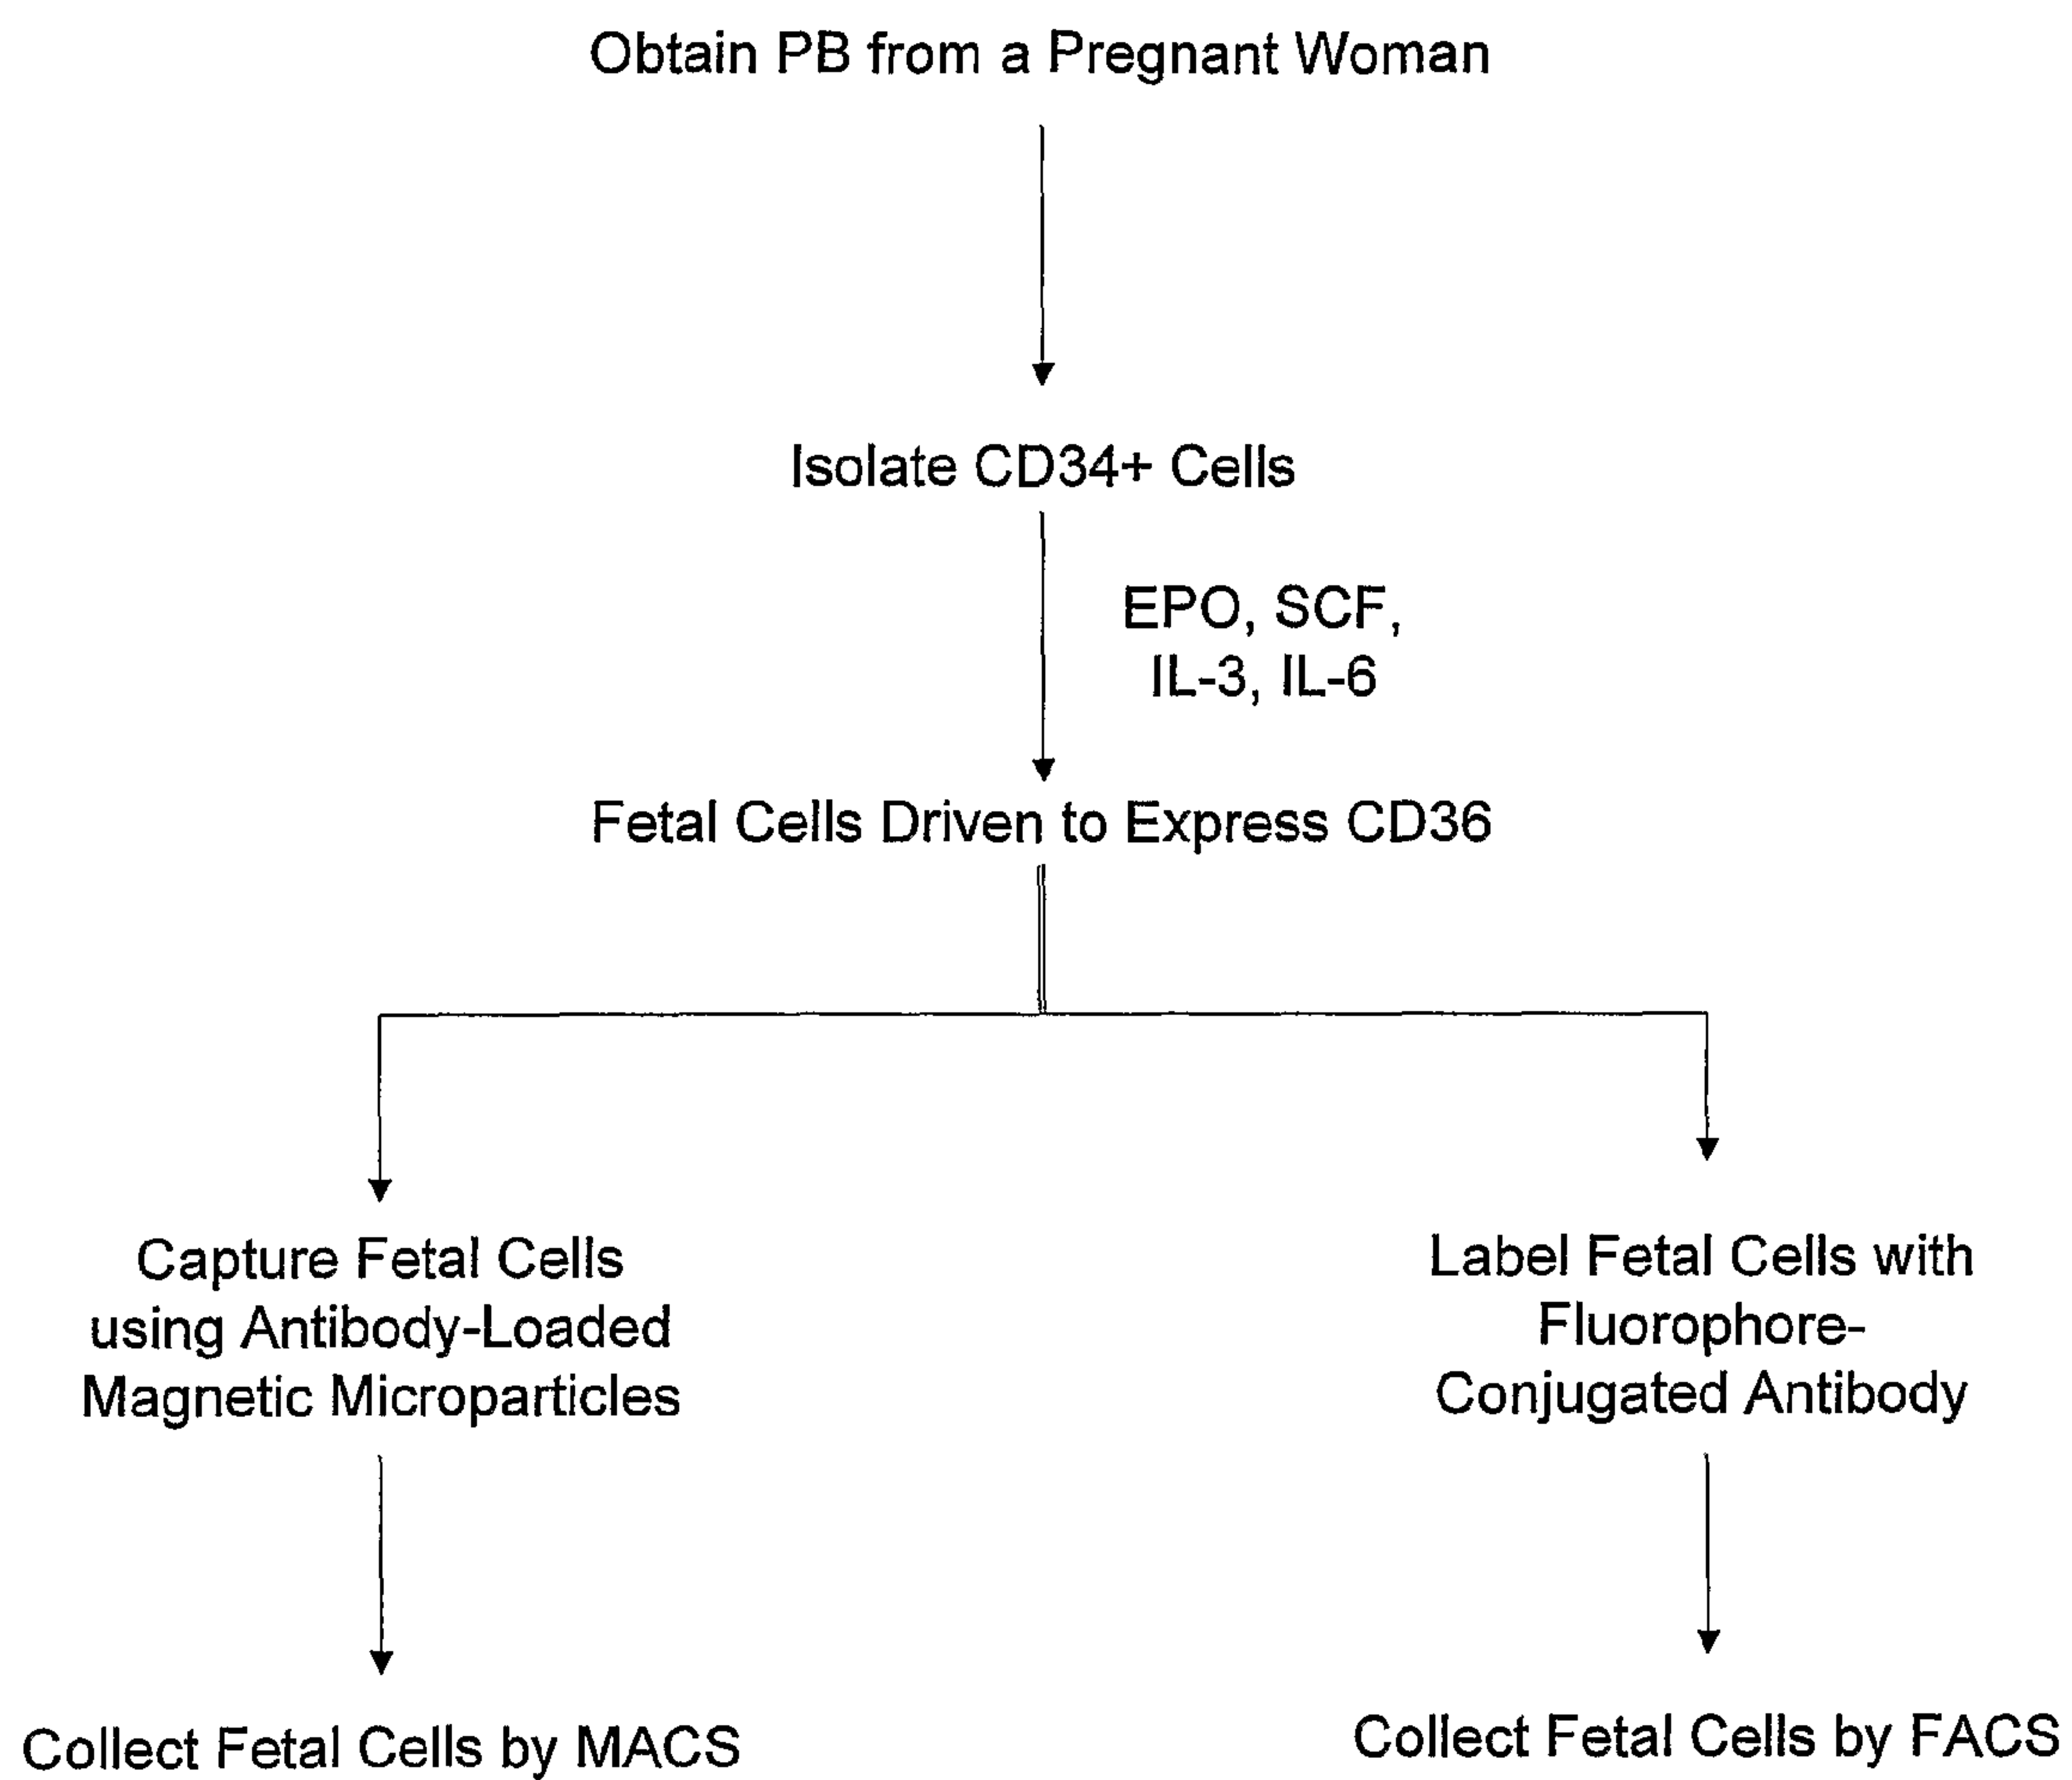 Obtain PB from a Pregnant Woman
Isolate CD34+ Cells
EPO, SCF,
IL-3, IL-6
Fetal Cells Driven to Express CD36
Capture Fetal Cells
using Antibody-Loaded
Magnetic Microparticles
Label Fetal Cells with
Fluorophore-
Conjugated Antibody
Collect Fetal Cells by MACS
Collect Fetal Cells by FACS